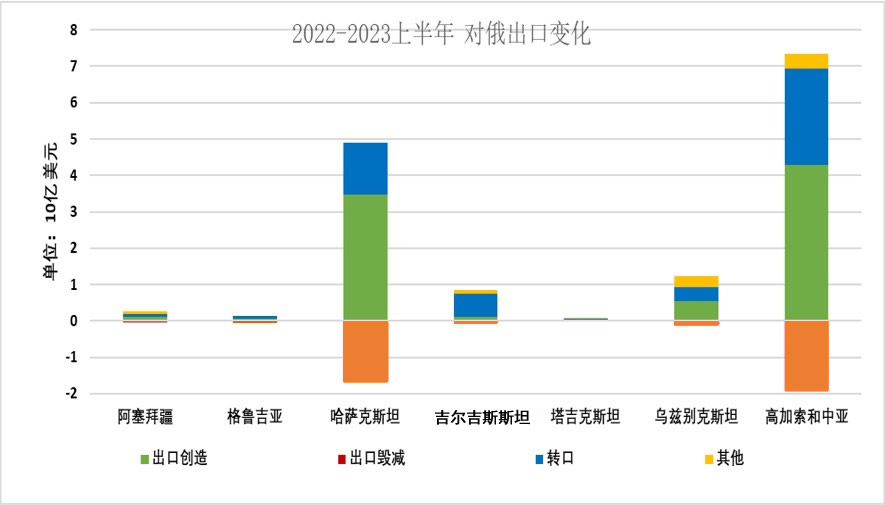 2022-2023上半年 对俄出口变化
单位：10亿 美元
8
7
6
5
4
3
2
1
0
-1
-2
阿塞拜疆 格鲁吉亚 哈萨克斯坦 吉尔吉斯斯坦 塔吉克斯坦 乌兹别克斯坦 高加索和中亚
出口创造 出口毁减 转口 其他